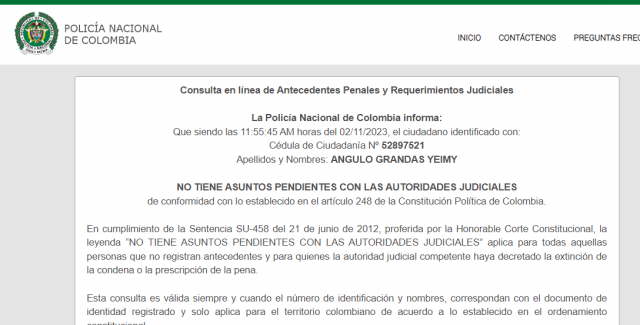 POLICÍA NACIONAL
DE COLOMBIA
INICIO CONTÁCTENOS PREGUNTAS FREC
Consulta en línea de Antecedentes Penales y Requerimientos Judiciales
La Policía Nacional de Colombia informa:
Que siendo las 11:55:45 AM horas del 02/11/2023, el ciudadano identificado con:
Cédula de Ciudadanía Nº 52897521
Apellidos y Nombres: ANGULO GRANDAS YEIMY
NO TIENE ASUNTOS PENDIENTES CON LAS AUTORIDADES JUDICIALES
de conformidad con lo establecido en el artículo 248 de la Constitución Política de Colombia.
En cumplimiento de la Sentencia SU-458 del 21 de junio de 2012, proferida por la Honorable Corte Constitucional, la
leyenda “NO TIENE ASUNTOS PENDIENTES CON LAS AUTORIDADES JUDICIALES” aplica para todas aquellas
personas que no registran antecedentes y para quienes la autoridad judicial competente haya decretado la extinción de
la condena o la prescripción de la pena.
Esta consulta es válida siempre y cuando el número de identificación y nombres, correspondan con el documento de
identidad registrado y solo aplica para el territorio colombiano de acuerdo a lo establecido en el ordenamiento